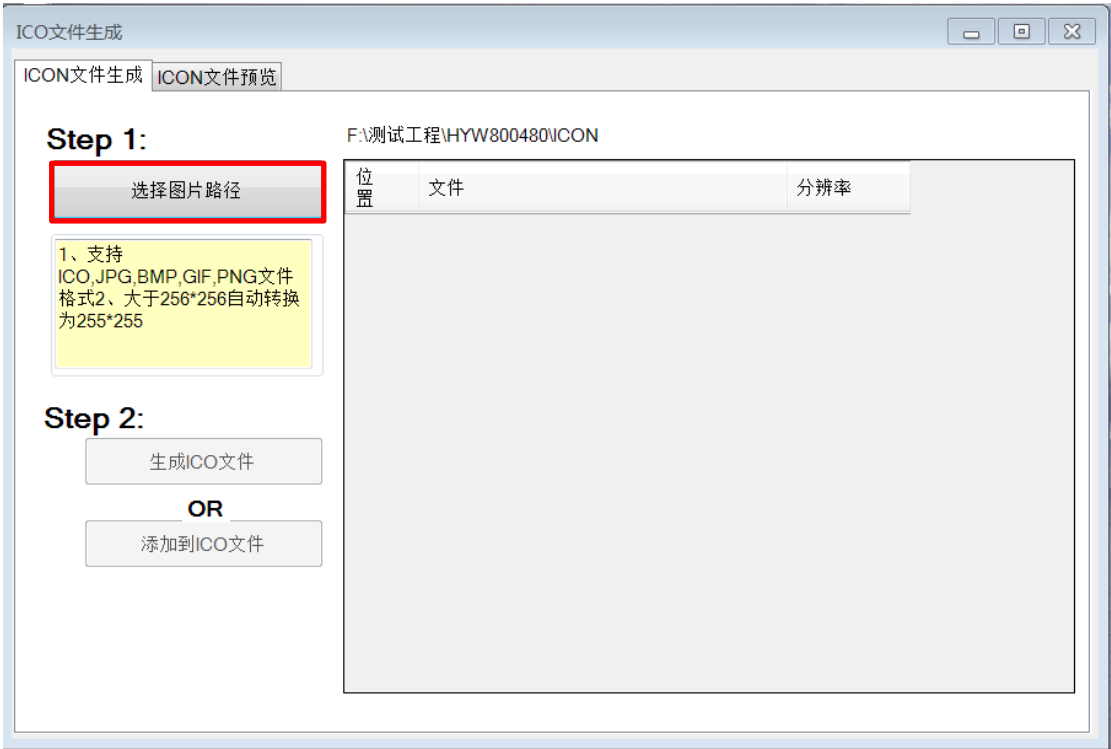 ICO文件生成
ICON文件生成 ICON文件预览
Step 1:
F:\测试工程\HYW800480\ICON
选择图片路径
位置
文件
分辨率
1、支持
ICO,JPG,BMP,GIF,PNG文件
格式2、大于256*256自动转换
为255*255
Step 2:
生成ICO文件
OR
添加到ICO文件